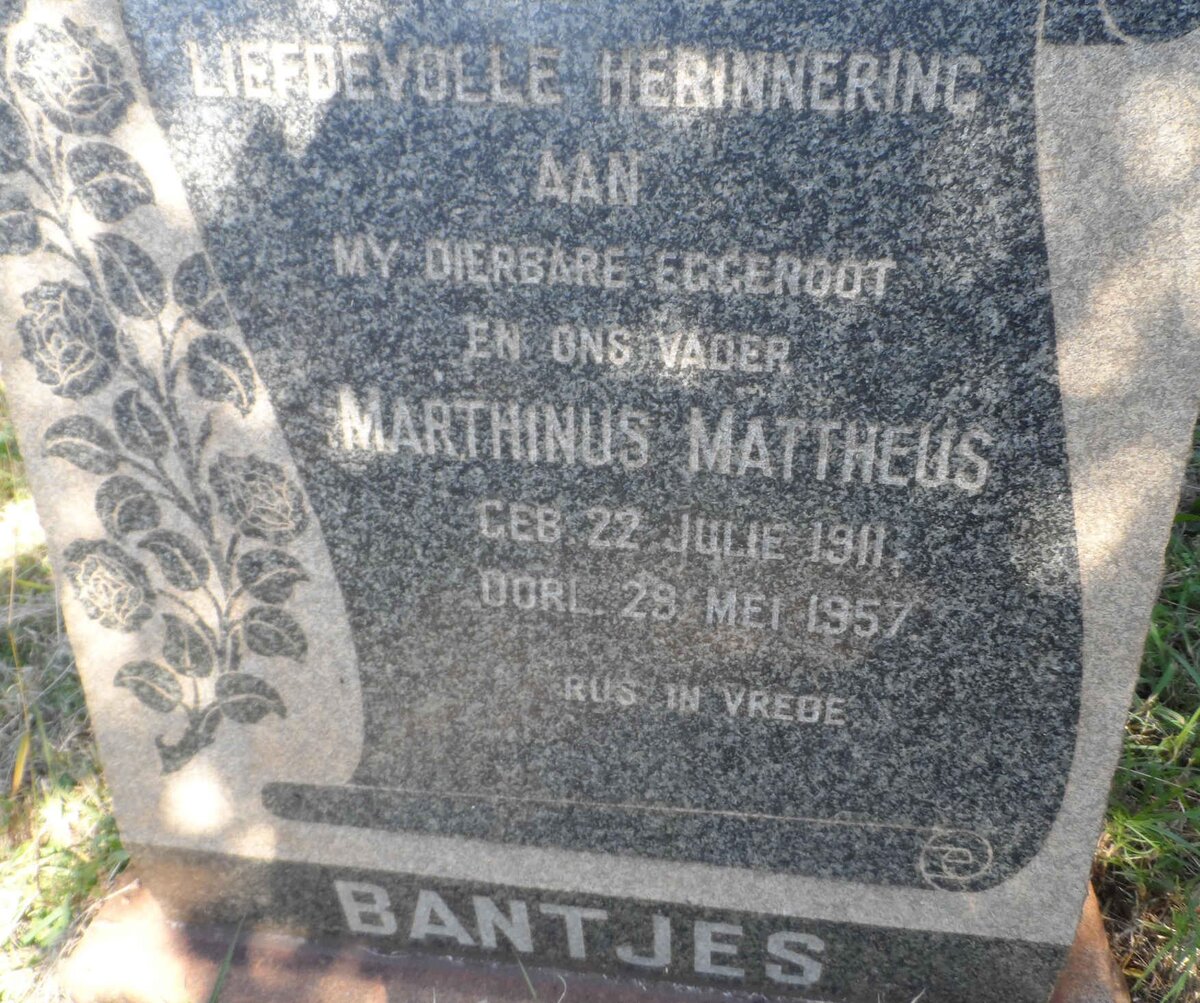 LIEFDEVOLLE HERINNERING
AAN
MY DIERBARE EGGENOOT
EN ONS VADER
MARTHINUS MATTHEUS
GEB. 22 JULIE 1911,
OORL. 29 MEI 1957
RUS IN VREDE
BANTJES